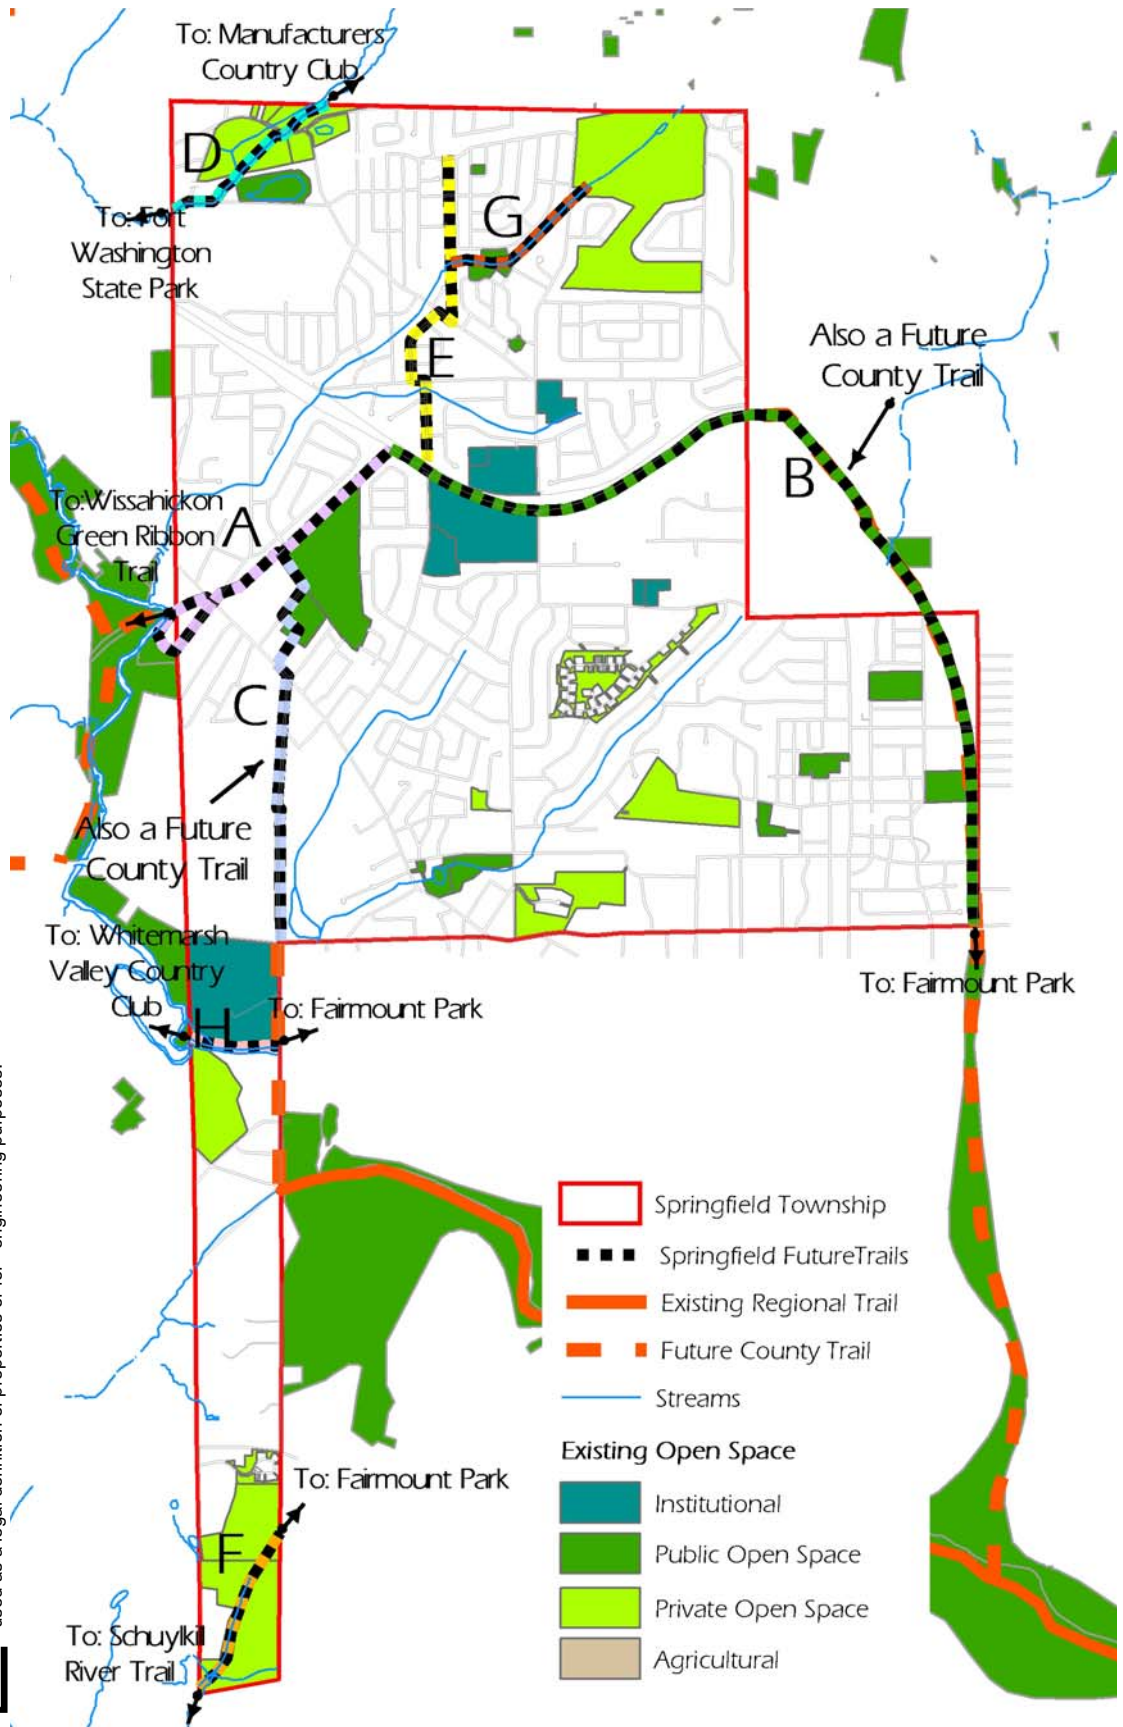 To: Manufacturers
Country Club
D
To: Fort
Washington
State Park
G
E
Also a Future
County Trail
B
To:Wissahickon
Green Ribbon
Trail
A
C
Also a Future
County Trail
To: Whitemarsh
Valley Country
Club
H
To: Fairmount Park
To: Fairmount Park
Springfield Township
Springfield FutureTrails
Existing Regional Trail
Future County Trail
Streams
Existing Open Space
Institutional
Public Open Space
Private Open Space
Agricultural
To: Fairmount Park
F
To: Schuylkill
River Trail